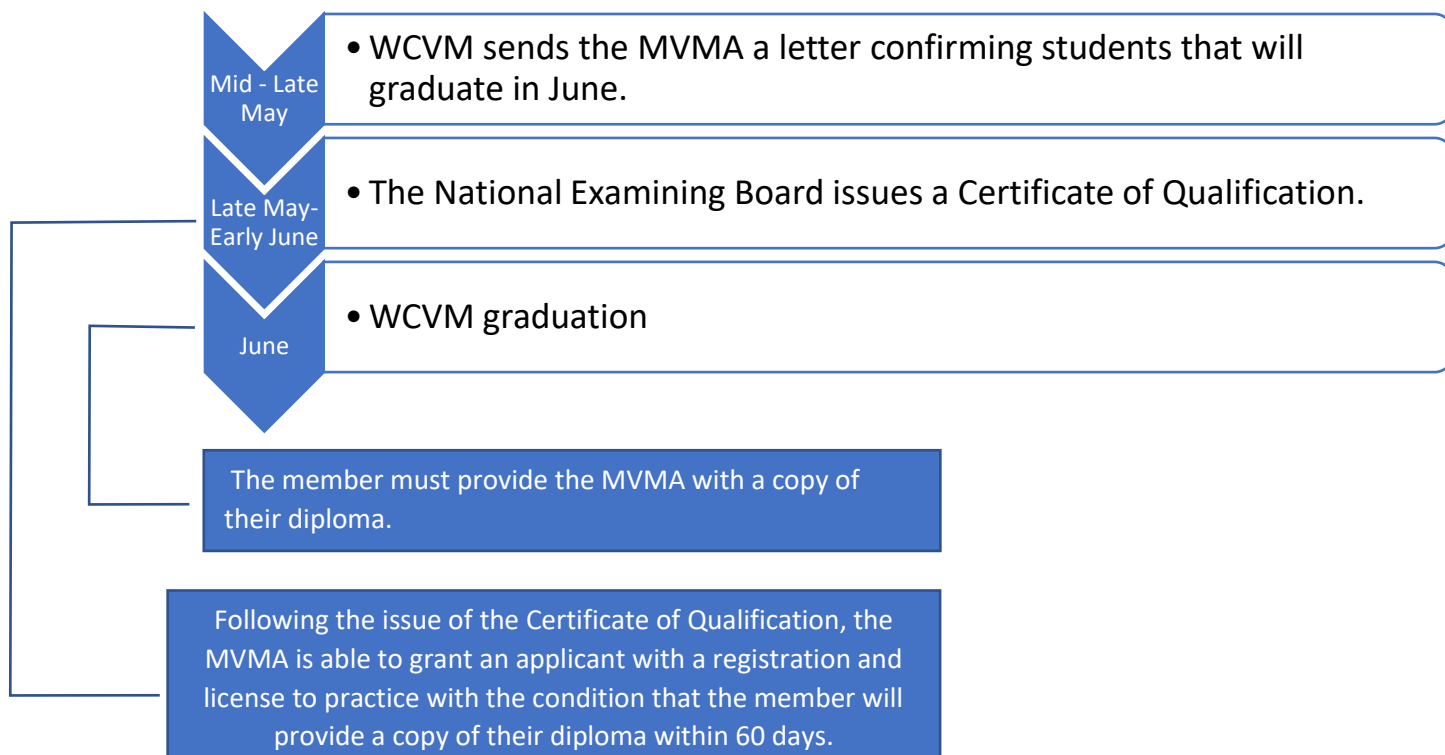 Mid - Late
May
• WCVM sends the MVMA a letter confirming students that will
graduate in June.
Late May-
Early June
• The National Examining Board issues a Certificate of Qualification.
June
• WCVM graduation
The member must provide the MVMA with a copy of
their diploma.
Following the issue of the Certificate of Qualification, the
MVMA is able to grant an applicant with a registration and
license to practice with the condition that the member will
provide a copy of their diploma within 60 days.